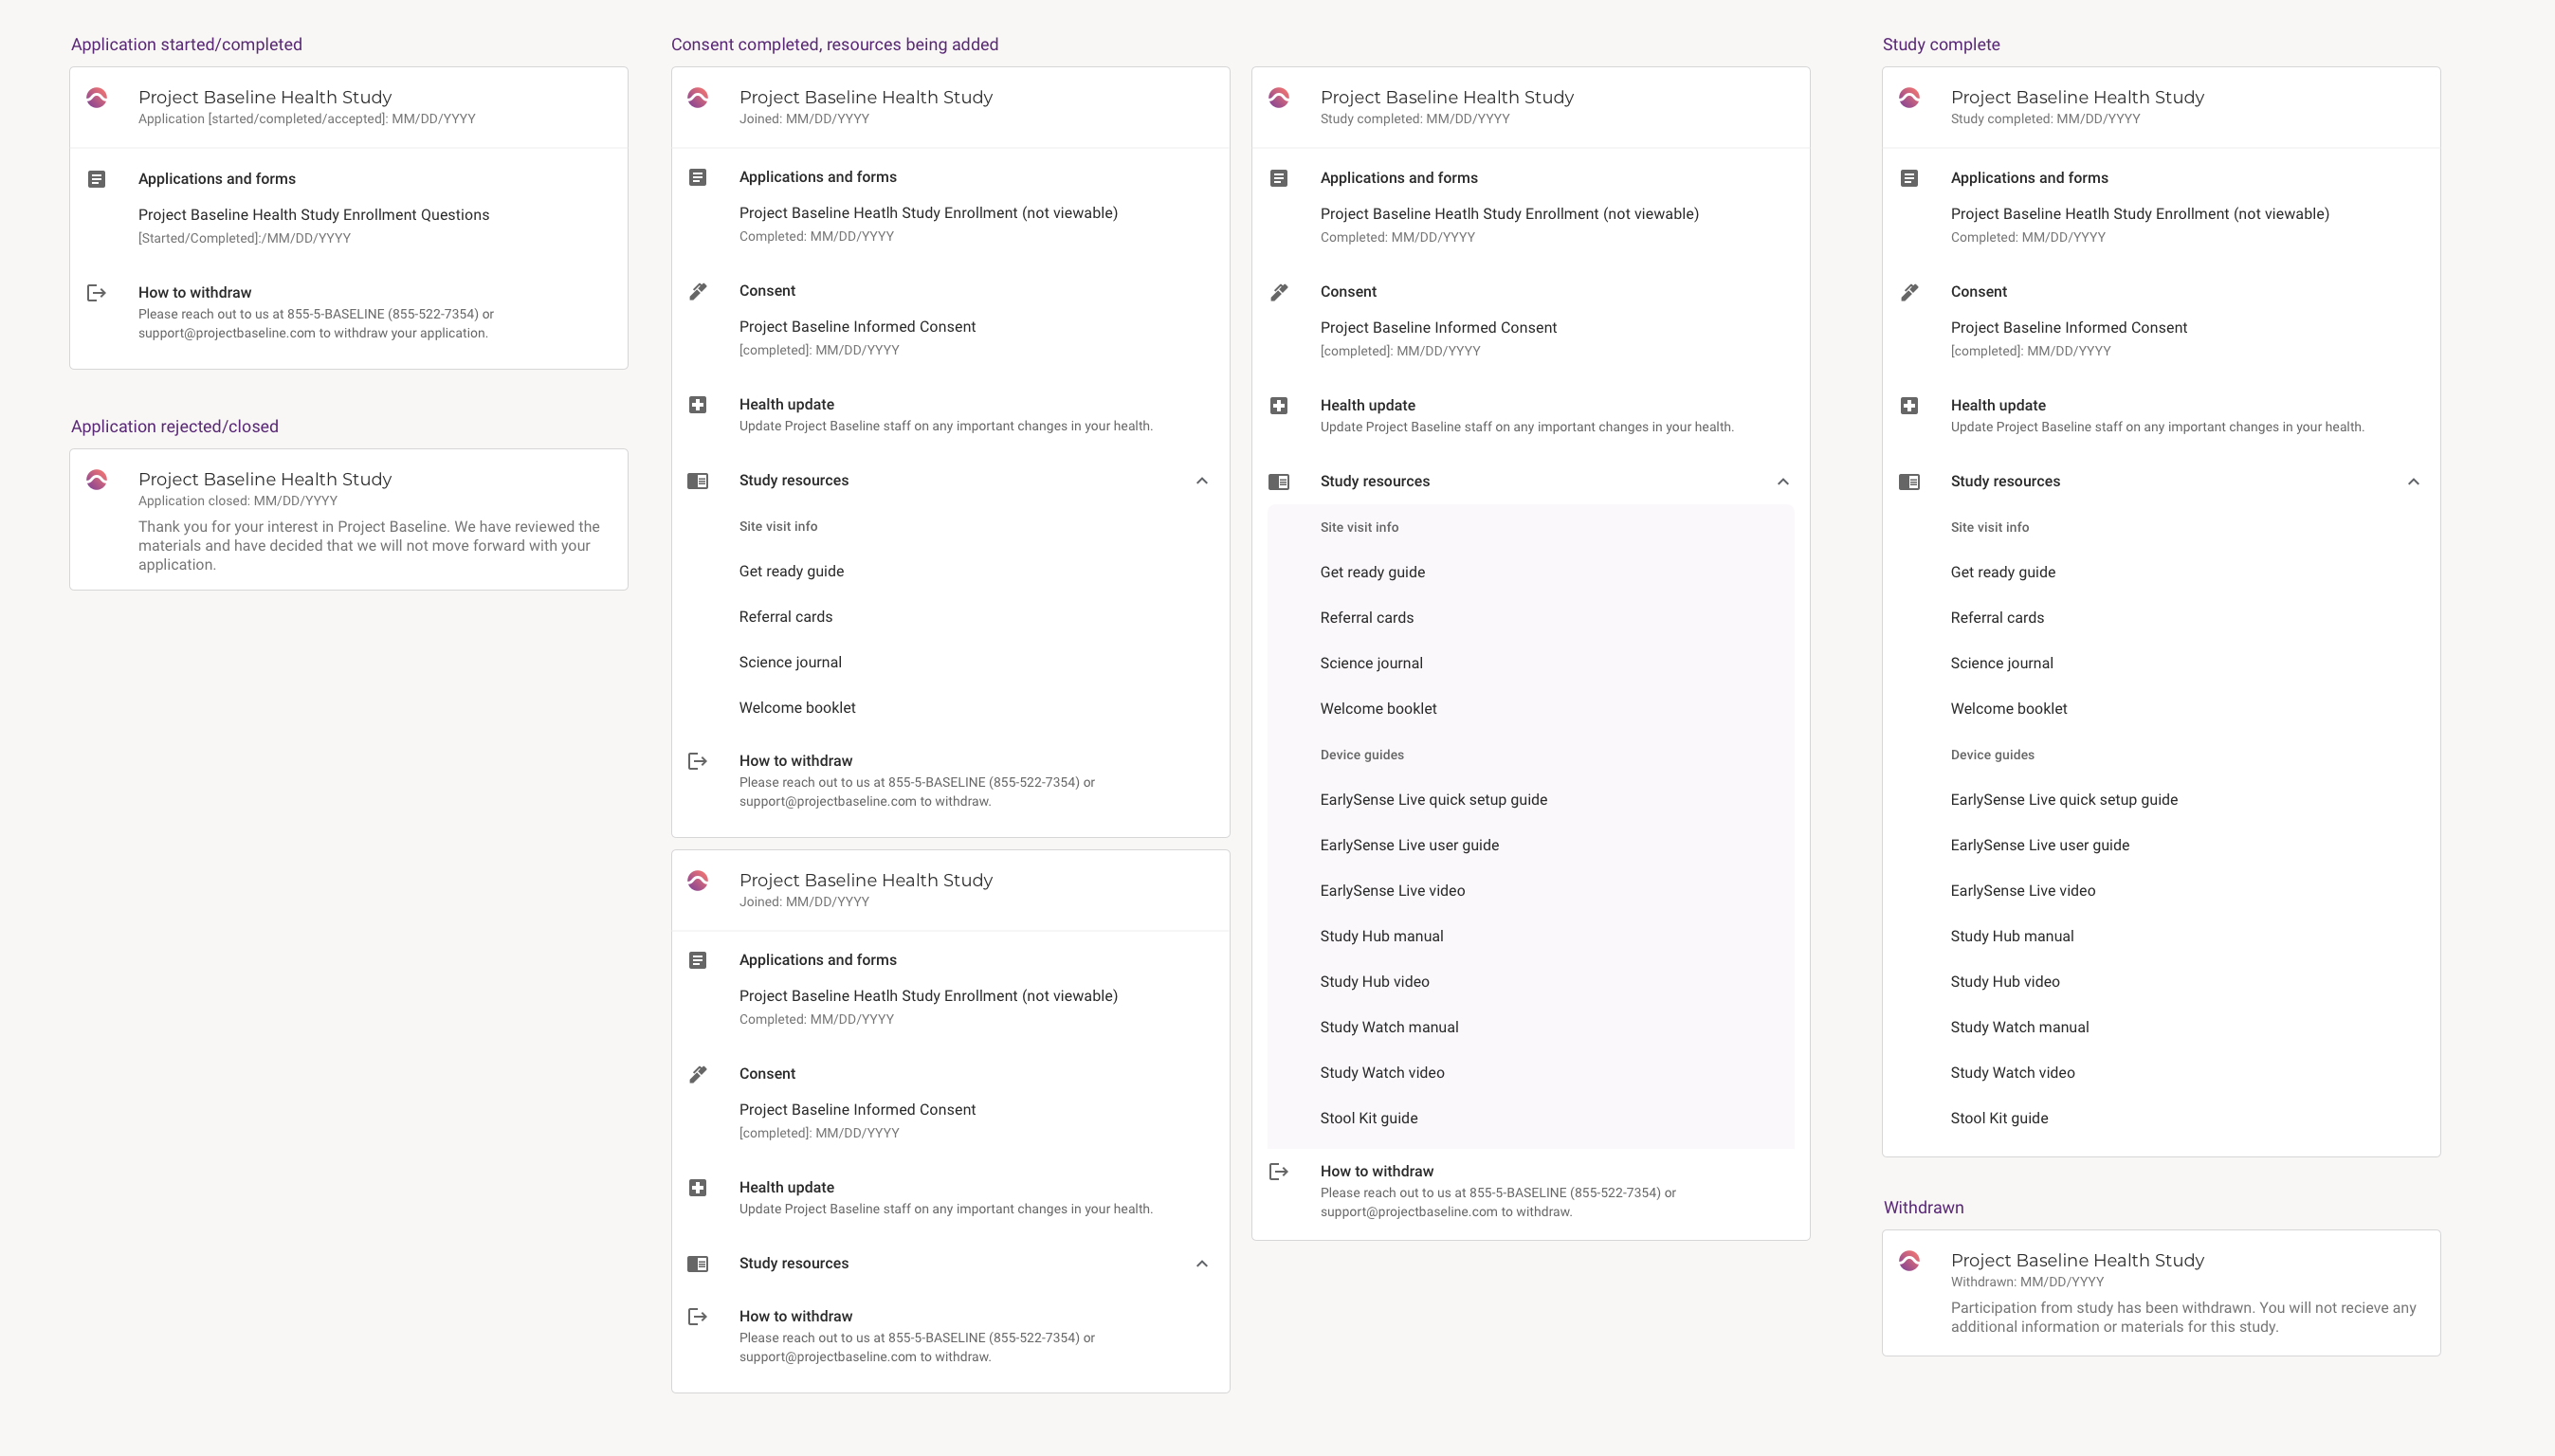 Application started/completed
Project Baseline Health Study
Application [started/completed/accepted]: MM/DD/YYYY
Applications and forms
Project Baseline Health Study Enrollment Questions
[Started/Completed]:/MM/DD/YYYY
How to withdraw
Please reach out to us at 855-5-BASELINE (855-522-7354) or
support@projectbaseline.com to withdraw your application.
Application rejected/closed
Project Baseline Health Study
Application closed: MM/DD/YYYY
Thank you for your interest in Project Baseline. We have reviewed the
materials and have decided that we will not move forward with your
application.
Consent completed, resources being added
Project Baseline Health Study
Joined: MM/DD/YYYY
Applications and forms
Project Baseline Heatlh Study Enrollment (not viewable)
Completed: MM/DD/YYYY
Consent
Project Baseline Informed Consent
[completed]: MM/DD/YYYY
Health update
Update Project Baseline staff on any important changes in your health.
Study resources
Site visit info
Get ready guide
Referral cards
Science journal
Welcome booklet
How to withdraw
Please reach out to us at 855-5-BASELINE (855-522-7354) or
support@projectbaseline.com to withdraw.
Project Baseline Health Study
Joined: MM/DD/YYYY
Applications and forms
Project Baseline Heatlh Study Enrollment (not viewable)
Completed: MM/DD/YYYY
Consent
Project Baseline Informed Consent
[completed]: MM/DD/YYYY
Health update
Update Project Baseline staff on any important changes in your health.
Study resources
How to withdraw
Please reach out to us at 855-5-BASELINE (855-522-7354) or
support@projectbaseline.com to withdraw.
Project Baseline Health Study
Study completed: MM/DD/YYYY
Applications and forms
Project Baseline Heatlh Study Enrollment (not viewable)
Completed: MM/DD/YYYY
Consent
Project Baseline Informed Consent
[completed]: MM/DD/YYYY
Health update
Update Project Baseline staff on any important changes in your health.
Study resources
Site visit info
Get ready guide
Referral cards
Science journal
Welcome booklet
Device guides
EarlySense Live quick setup guide
EarlySense Live user guide
EarlySense Live video
Study Hub manual
Study Hub video
Study Watch manual
Study Watch video
Stool Kit guide
How to withdraw
Please reach out to us at 855-5-BASELINE (855-522-7354) or
support@projectbaseline.com to withdraw.
Study complete
Project Baseline Health Study
Study completed: MM/DD/YYYY
Applications and forms
Project Baseline Heatlh Study Enrollment (not viewable)
Completed: MM/DD/YYYY
Consent
Project Baseline Informed Consent
[completed]: MM/DD/YYYY
Health update
Update Project Baseline staff on any important changes in your health.
Study resources
Site visit info
Get ready guide
Referral cards
Science journal
Welcome booklet
Device guides
EarlySense Live quick setup guide
EarlySense Live user guide
EarlySense Live video
Study Hub manual
Study Hub video
Study Watch manual
Study Watch video
Stool Kit guide
Withdrawn
Project Baseline Health Study
Withdrawn: MM/DD/YYYY
Participation from study has been withdrawn. You will not recieve any
additional information or materials for this study.